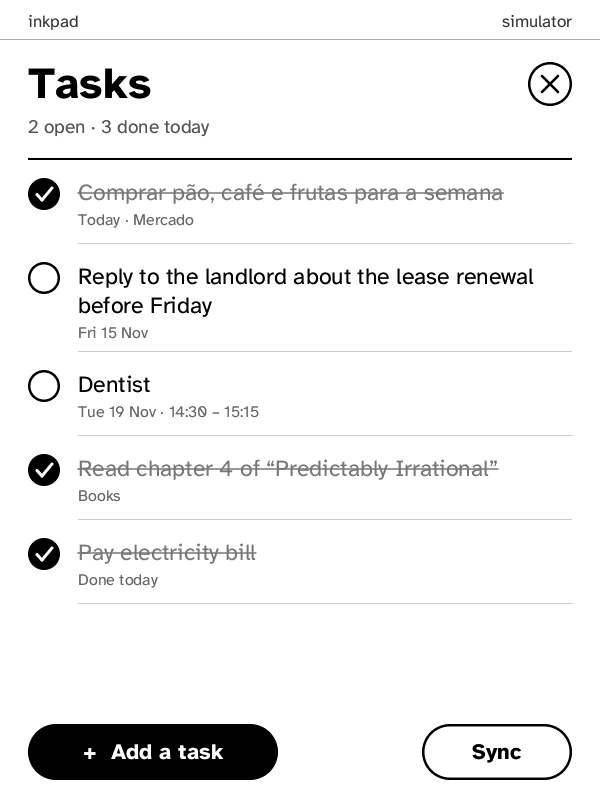 inkpad
simulator
Tasks
2 open · 3 done today
Comprar pão, café e frutas para a semana
Today · Mercado
Reply to the landlord about the lease renewal
before Friday
Fri 15 Nov
Dentist
Tue 19 Nov · 14:30 – 15:15
Read chapter 4 of “Predictably Irrational”
Books
Pay electricity bill
Done today
+ Add a task
Sync